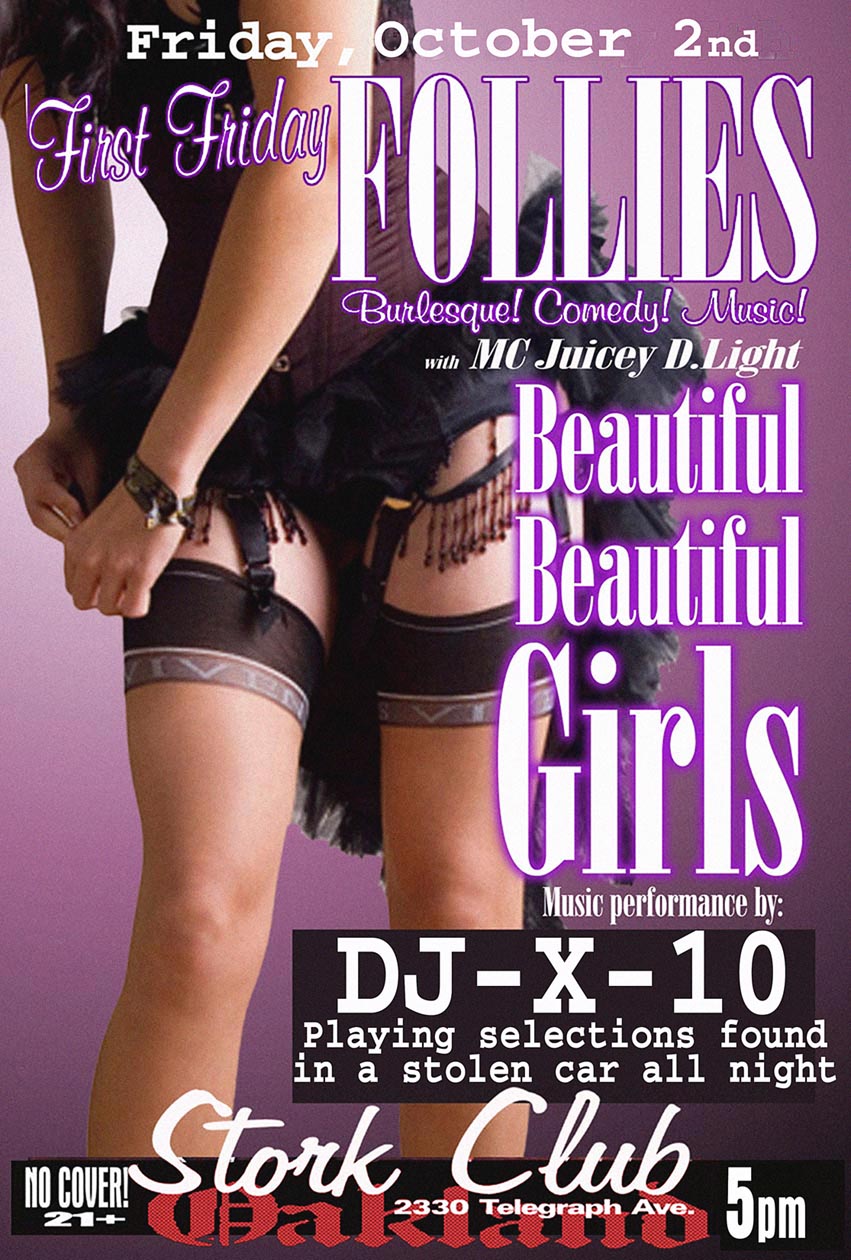 Friday, October 2nd
First Friday
FOLLIES
Burlesque! Comedy! Music!
with MC Juicey D.Light
Beautiful
Beautiful
Girls
VIVEN
S VIV
Music performance by:
DJ-X-10
Playing selections found
in a stolen car all night
Stork Club
NO COVER!
21+
2330 Telegraph Ave.
Oakland
5pm